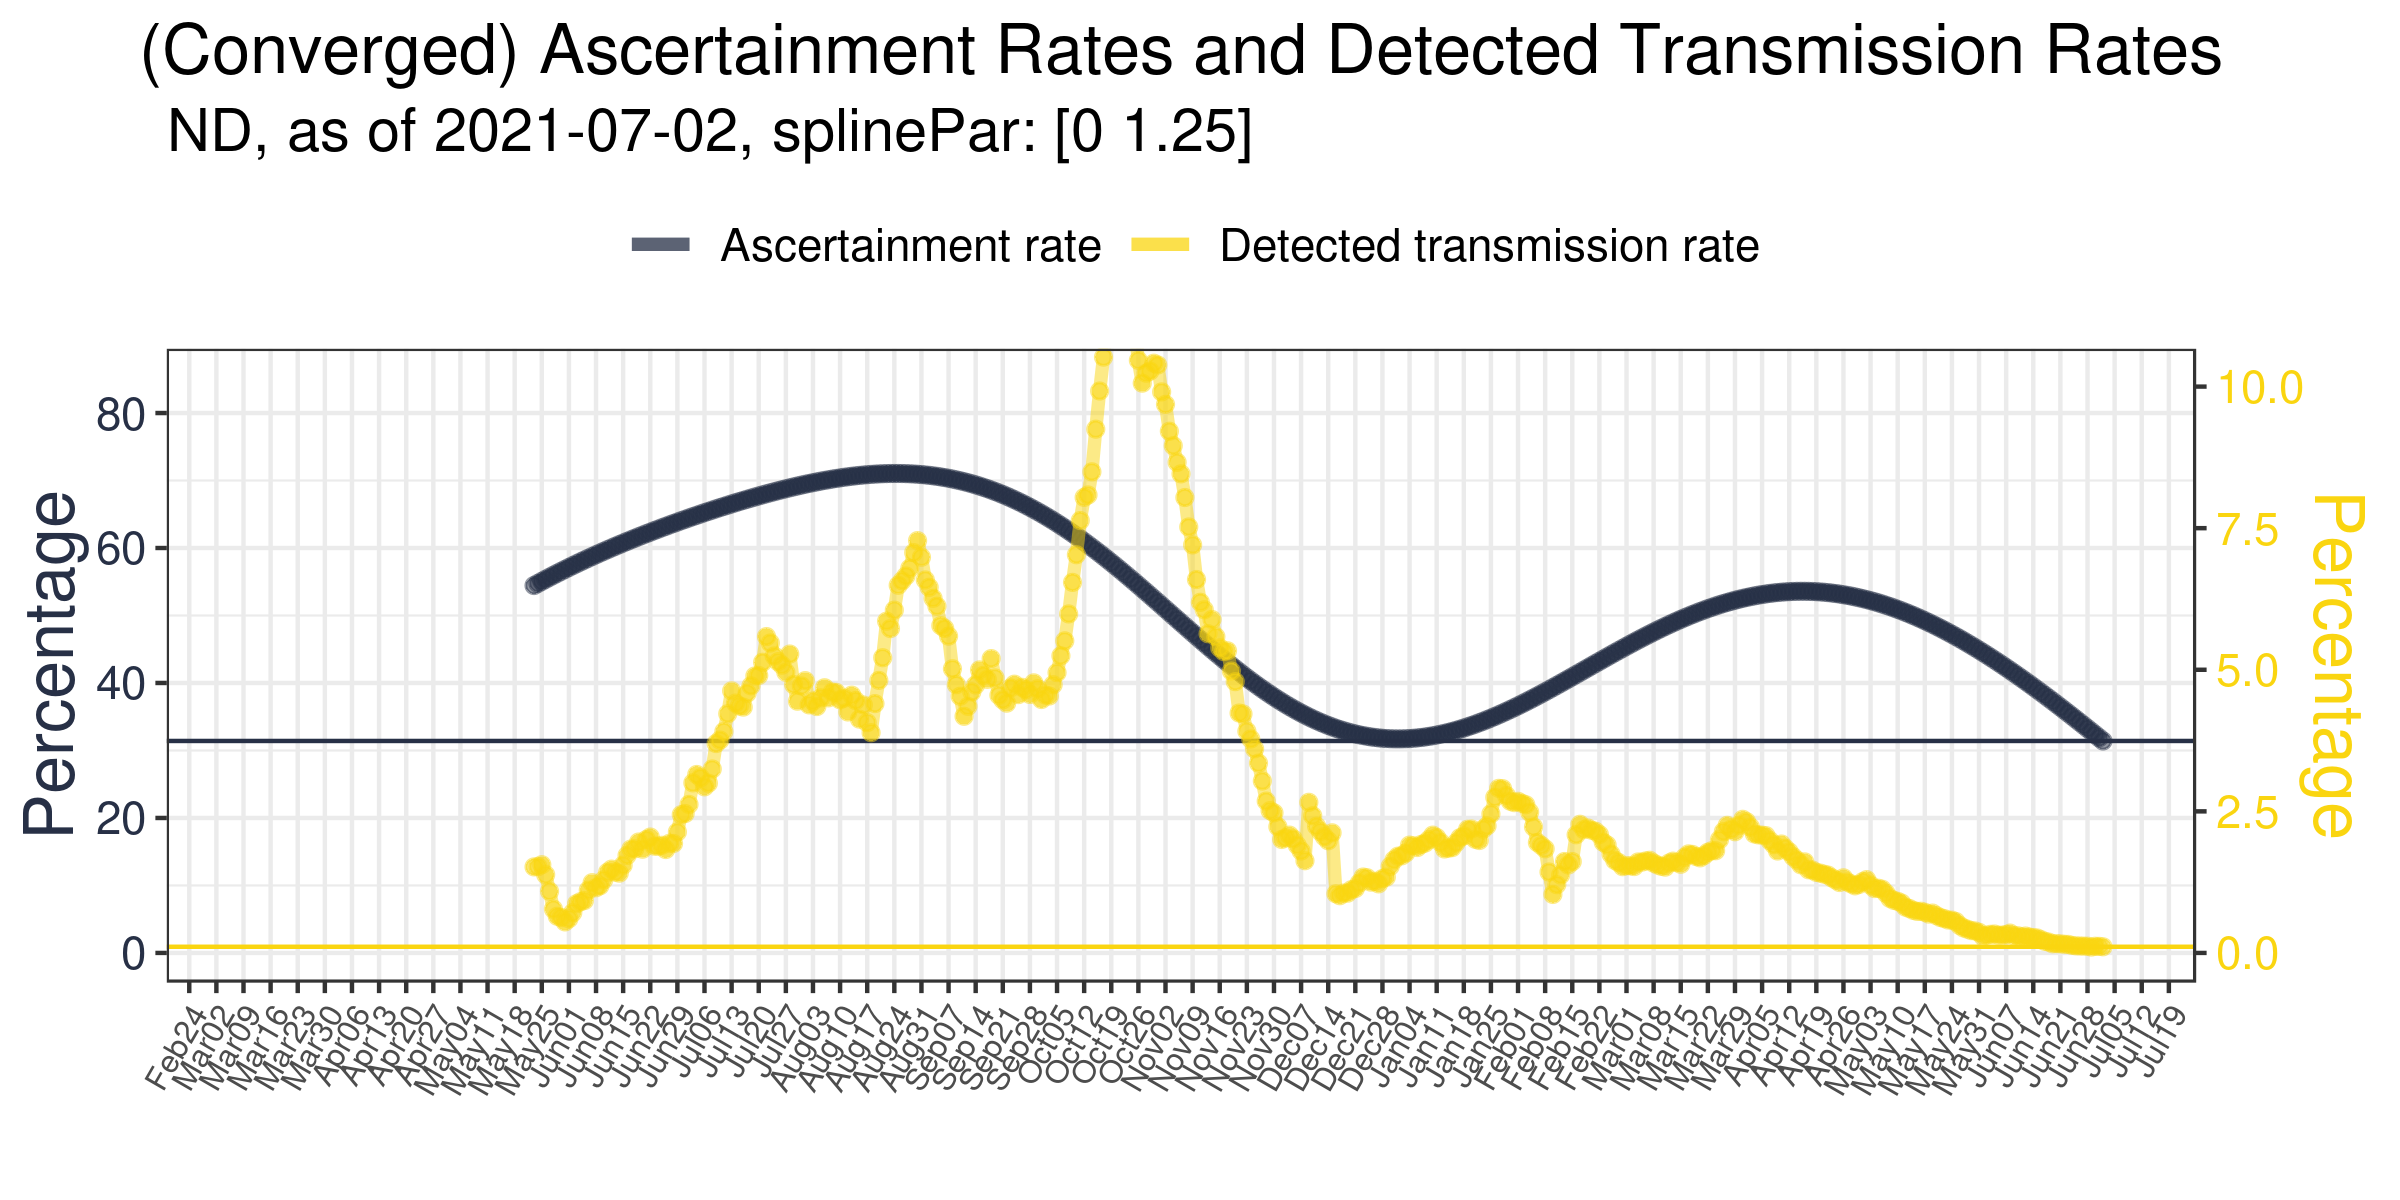 (Converged) Ascertainment Rates and Detected Transmission Rates
ND, as of 2021-07-02, splinePar: [0 1.25]
Ascertainment rate
Detected transmission rate
Percentage
80
60
40
20
0
10.0
7.5
5.0
2.5
0.0
Percentage
Feb24
Mar02
Mar09
Mar16
Mar23
Mar30
Apr06
Apr13
Apr20
Apr27
May04
May11
May18
May25
Jun01
Jun08
Jun15
Jun22
Jun29
Jul06
Jul13
Jul20
Jul27
Aug03
Aug10
Aug17
Aug24
Aug31
Sep07
Sep14
Sep21
Sep28
Oct05
Oct12
Oct19
Oct26
Nov02
Nov09
Nov16
Nov23
Nov30
Dec07
Dec14
Dec21
Dec28
Jan04
Jan11
Jan18
Jan25
Feb01
Feb08
Feb15
Feb22
Mar01
Mar08
Mar15
Mar22
Mar29
Apr05
Apr12
Apr19
Apr26
May03
May10
May17
May24
May31
Jun07
Jun14
Jun21
Jun28
Jul05
Jul12
Jul19